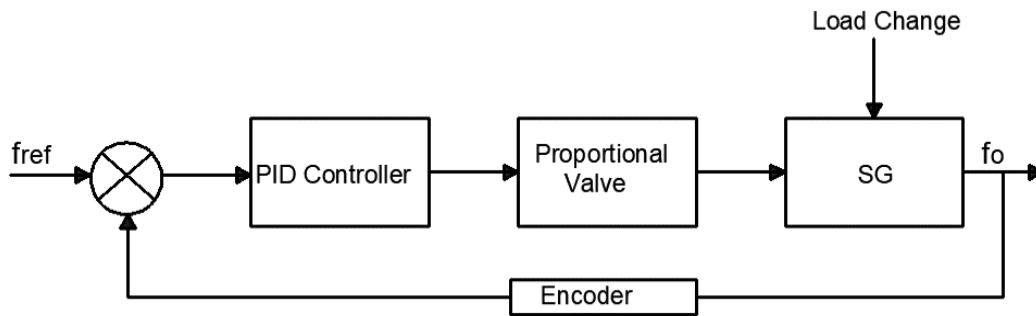 Load Change
fref
PID Controller
Proportional
Valve
SG
fo
Encoder